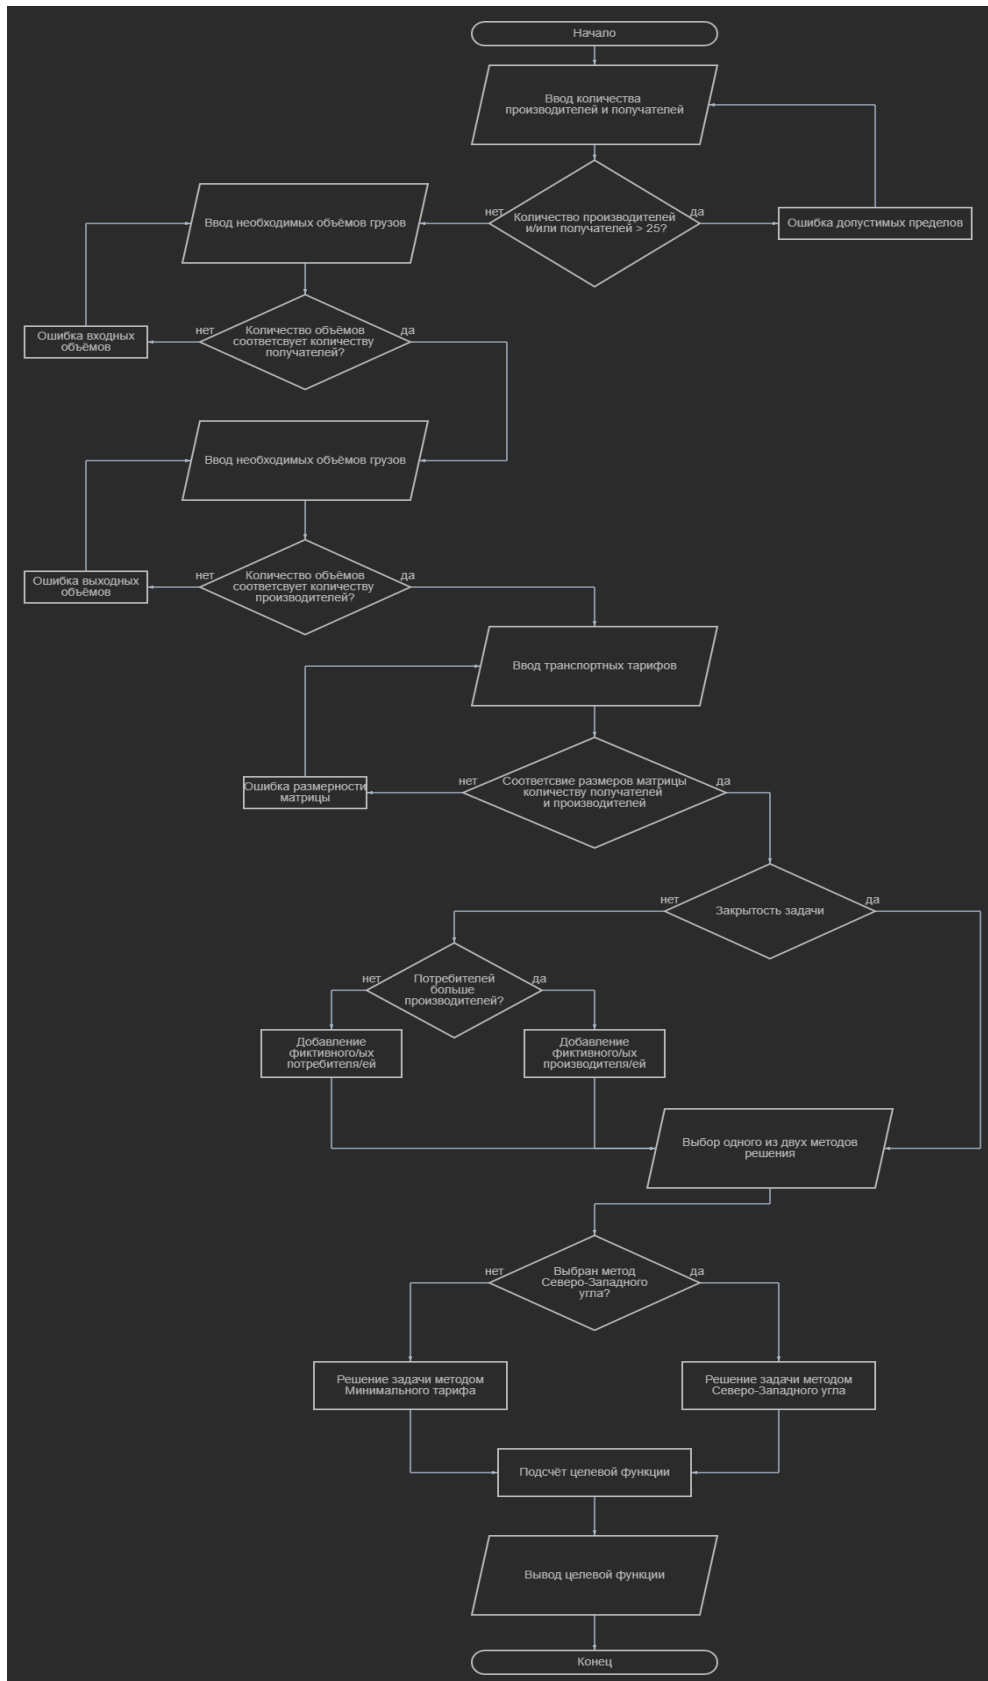 Начало
Ввод количества
производителей и получателей
Количество производителей
и/или получателей > 25?
нет
да
Ошибка допустимых пределов
Ввод необходимых объёмов грузов
Количество объёмов
соответсвует количеству
получателей?
нет
да
Ошибка входных
объёмов
Ввод необходимых объёмов грузов
Количество объёмов
соответсвует количеству
производителей?
нет
да
Ошибка выходных
объёмов
Ввод транспортных тарифов
Соответсвие размеров матрицы
количеству получателей
и производителей
нет
да
Ошибка размерности
матрицы
Закрытость задачи
нет
да
Потребителей
больше
производителей?
нет
да
Добавление
фиктивного/ых
потребителя/ей
Добавление
фиктивного/ых
производителя/ей
Выбор одного из двух методов
решения
Выбран метод
Северо-Западного
угла?
нет
да
Решение задачи методом
Минимального тарифа
Решение задачи методом
Северо-Западного угла
Подсчёт целевой функции
Вывод целевой функции
Конец